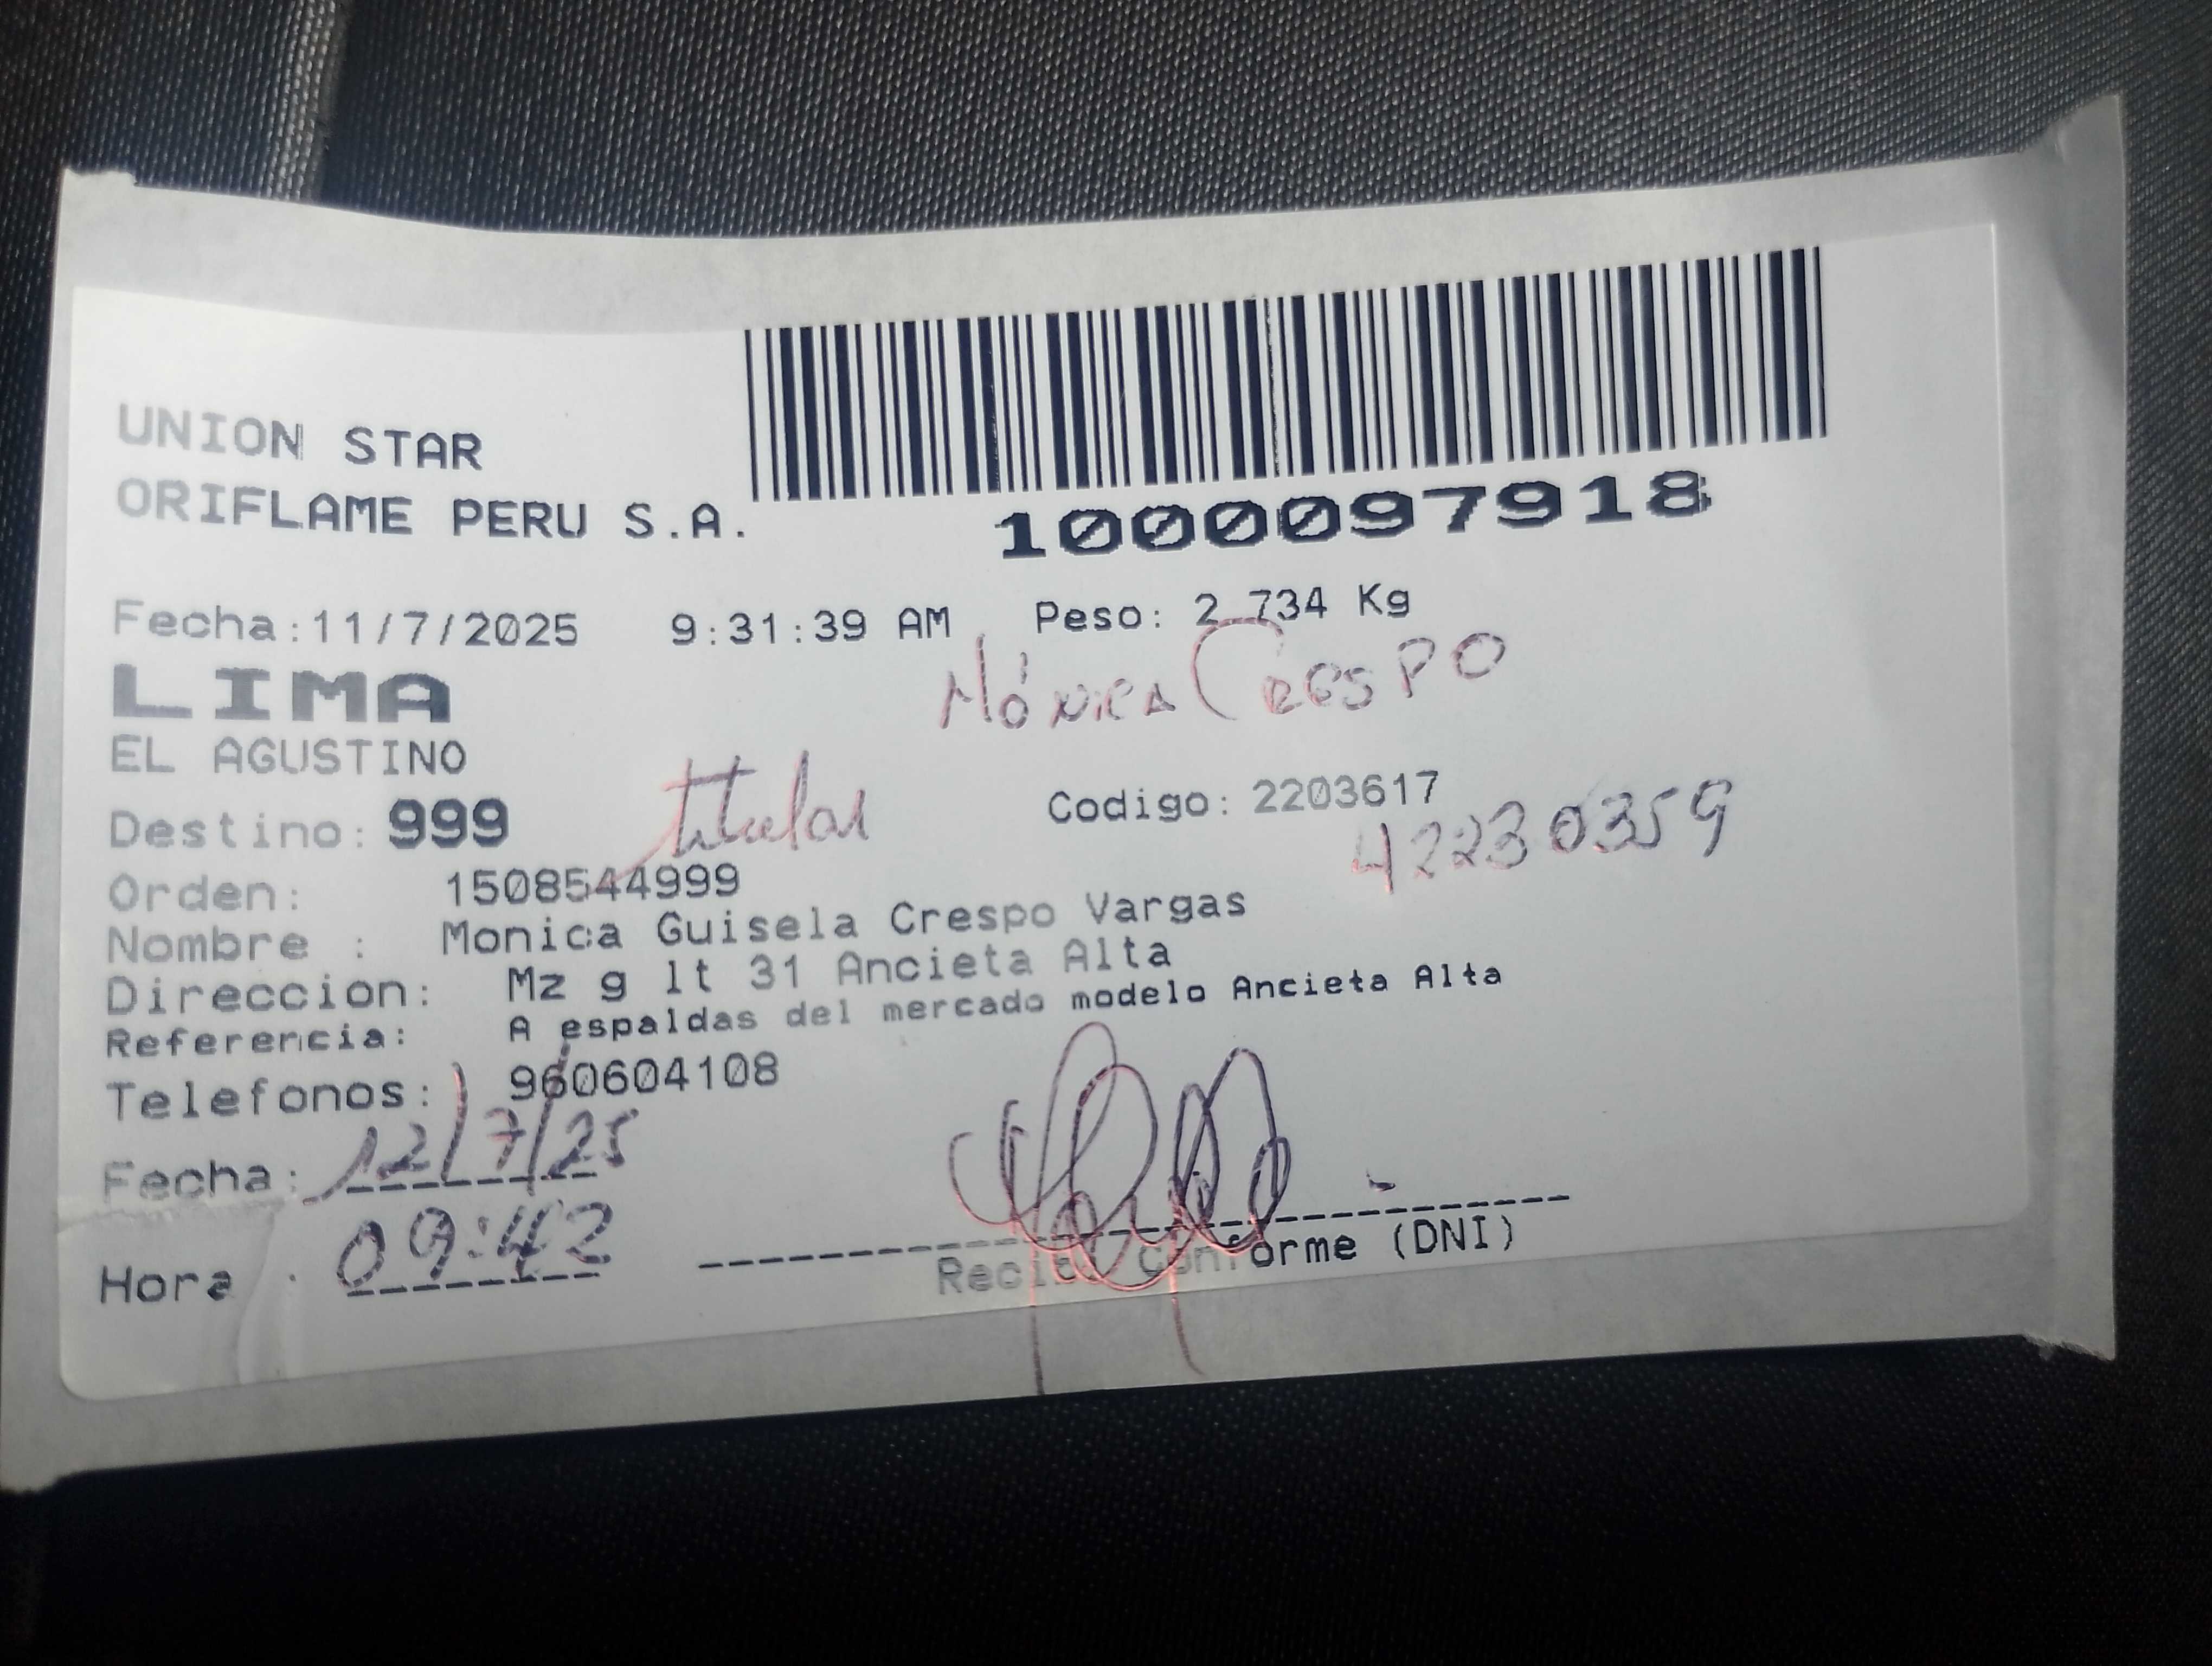 UNION STAR
ORIFLAME PERU S.A.
1000097918
Fecha:11/7/2025 9:31:39 AM Peso: 2.734 Kg
LIMA
Mónica Crespo
EL AGUSTINO
titular
Codigo: 2203617
Destino: 999
42230359
Orden: 1508544999
Nombre : Monica Guisela Crespo Vargas
Direccion: Mz g lt 31 Ancieta Alta
Referencia: A espaldas del mercado modelo Ancieta Alta
Telefonos: 960604108
Fecha: 12/7/25
Hora : 09:42
Recibi Conforme (DNI)